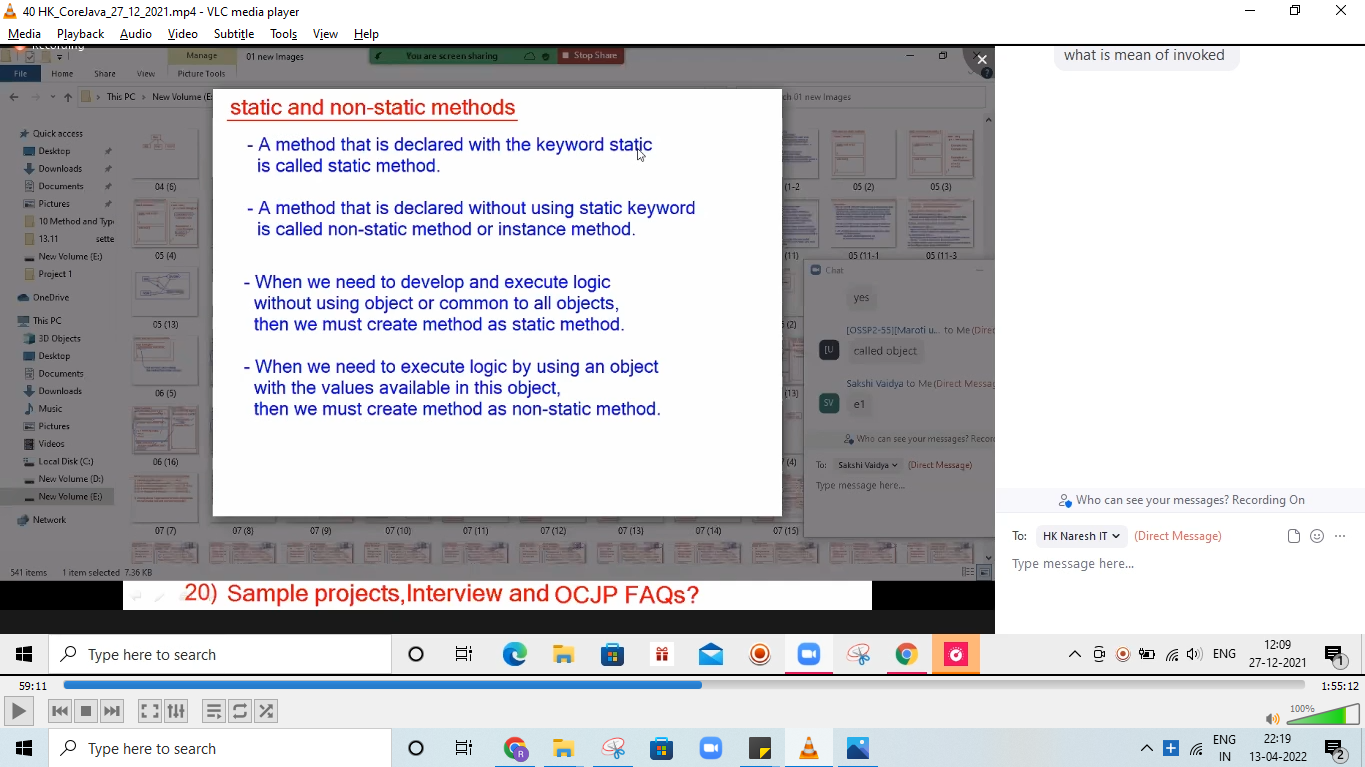 40 HK_CoreJava_27_12_2021.mp4 - VLC media player
Media Playback Audio Video Subtitle Tools View Help
Recording
Manage
01 new Images
You are screen sharing
Stop Share
File Home Share View Picture Tools
This PC > New Volume (E:
01 new Images
what is mean of invoked
static and non-static methods
- A method that is declared with the keyword static
is called static method.
- A method that is declared without using static keyword
is called non-static method or instance method.
- When we need to develop and execute logic
without using object or common to all objects,
then we must create method as static method.
- When we need to execute logic by using an object
with the values available in this object,
then we must create method as non-static method.
Quick access
Desktop
Downloads
Documents
Pictures
10 Method and Type
13.11 sette
New Volume (E:)
Project 1
OneDrive
This PC
3D Objects
Desktop
Documents
Downloads
Music
Pictures
Videos
Local Disk (C:)
New Volume (D:)
New Volume (E:)
Network
04 (6)
05 (4)
05 (13)
06 (5)
06 (16)
07 (7) 07 (8) 07 (9) 07 (10) 07 (11) 07 (12) 07 (13) 07 (14) 07 (15)
(1-2 05 (2) 05 (3)
(11) 05 (11-1 05 (11-3
(2)
(13)
(4)
Chat
yes
[OSSP2-55][Maroti u... to Me (Direc
[U
called object
Sakshi Vaidya to Me(Direct Messag
SV
e1
Who can see your messages? Recor
To: Sakshi Vaidya (Direct Message)
Type message here...
541 items 1 item selected 7.36 KB
20) Sample projects,Interview and OCJP FAQs?
Who can see your messages? Recording On
To: HK Naresh IT (Direct Message)
Type message here...
Type here to search
ENG
12:09
27-12-2021
1
59:11
1:55:12
100%
Type here to search
R
ENG
IN
22:19
13-04-2022
2